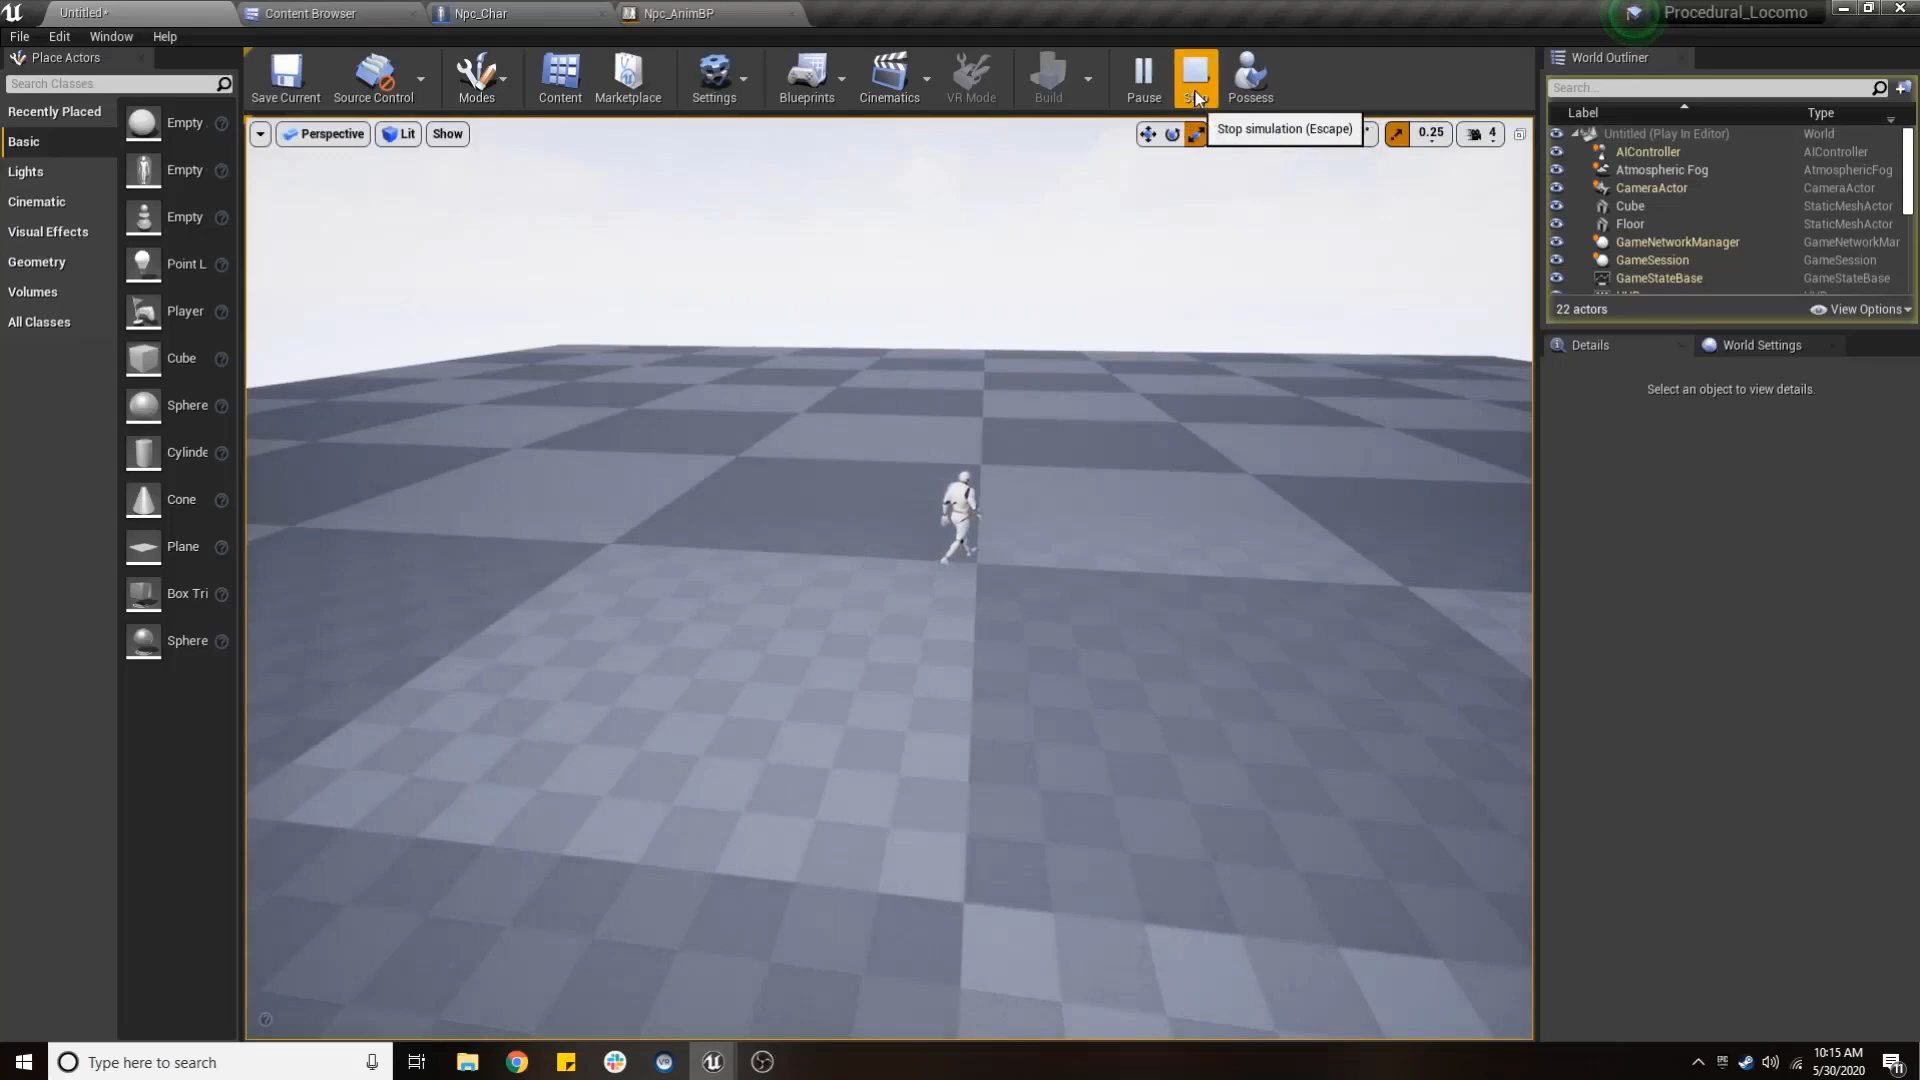 Untitled*
Content Browser
Npc_Char
Npc_AnimBP
Procedural_Locomo
File
Edit
Window
Help
Place Actors
Search Classes
Recently Placed
Basic
Lights
Cinematic
Visual Effects
Geometry
Volumes
All Classes
Empty
Empty
Empty
Point L
Player
Cube
Sphere
Cylinde
Cone
Plane
Box Tri
Sphere
Save Current
Source Control
Modes
Content
Marketplace
Settings
Blueprints
Cinematics
VR Mode
Build
Pause
Possess
Perspective
Lit
Show
Stop simulation (Escape)
0.25
4
World Outliner
Search...
Label
Type
Untitled (Play In Editor)
World
AIController
AIController
Atmospheric Fog
AtmosphericFog
CameraActor
CameraActor
Cube
StaticMeshActor
Floor
StaticMeshActor
GameNetworkManager
GameNetworkMar
GameSession
GameSession
GameStateBase
GameStateBase
22 actors
View Options
Details
World Settings
Select an object to view details.
Type here to search
VR
EPIC
10:15 AM
5/30/2020
11